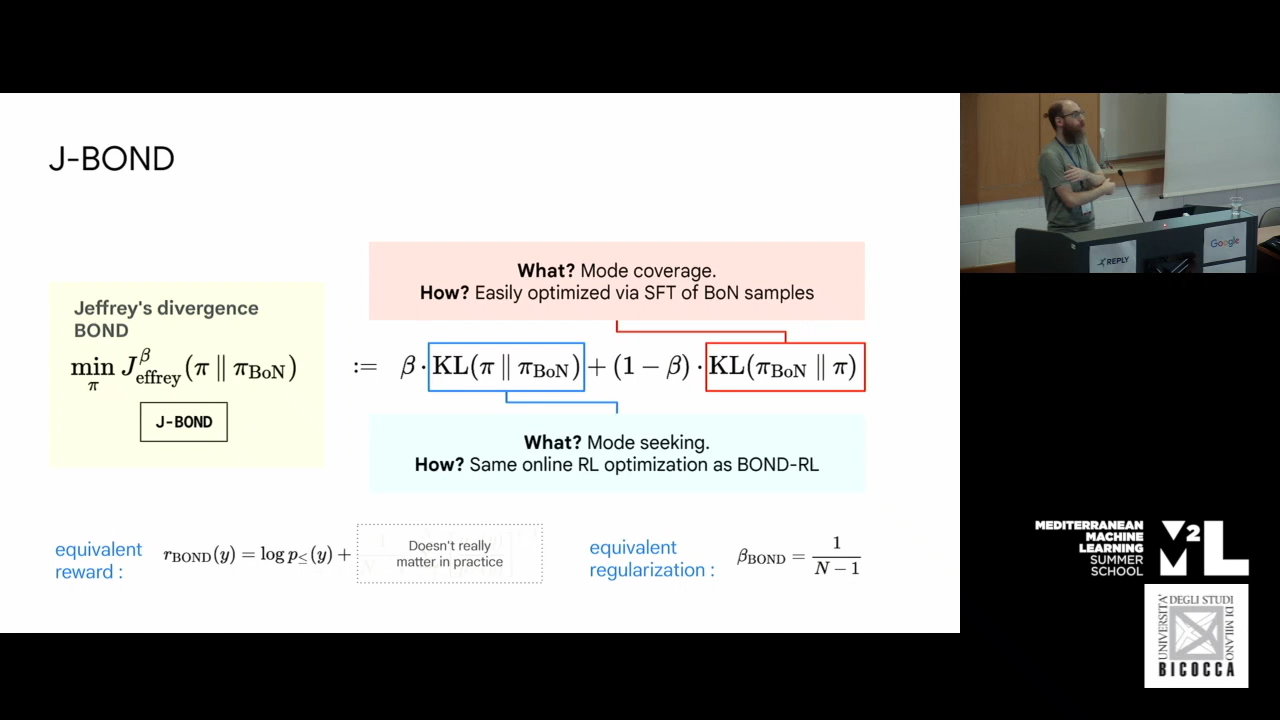 J-BOND
What? Mode coverage.
How? Easily optimized via SFT of BoN samples
Jeffrey's divergence
BOND
min_π J^β_effrey(π ∥ π_BoN) := β · KL(π ∥ π_BoN) + (1 − β) · KL(π_BoN ∥ π)
J-BOND
What? Mode seeking.
How? Same online RL optimization as BOND-RL
equivalent
reward :
r_BOND(y) = log p_≤(y) +
Doesn't really
matter in practice
equivalent
regularization :
β_BOND = 1 / (N − 1)
REPLY
Google
MEDITERRANEAN
MACHINE
LEARNING
SUMMER
SCHOOL
M2L
UNIVERSITÀ
DEGLI STUDI
DI MILANO
BICOCCA